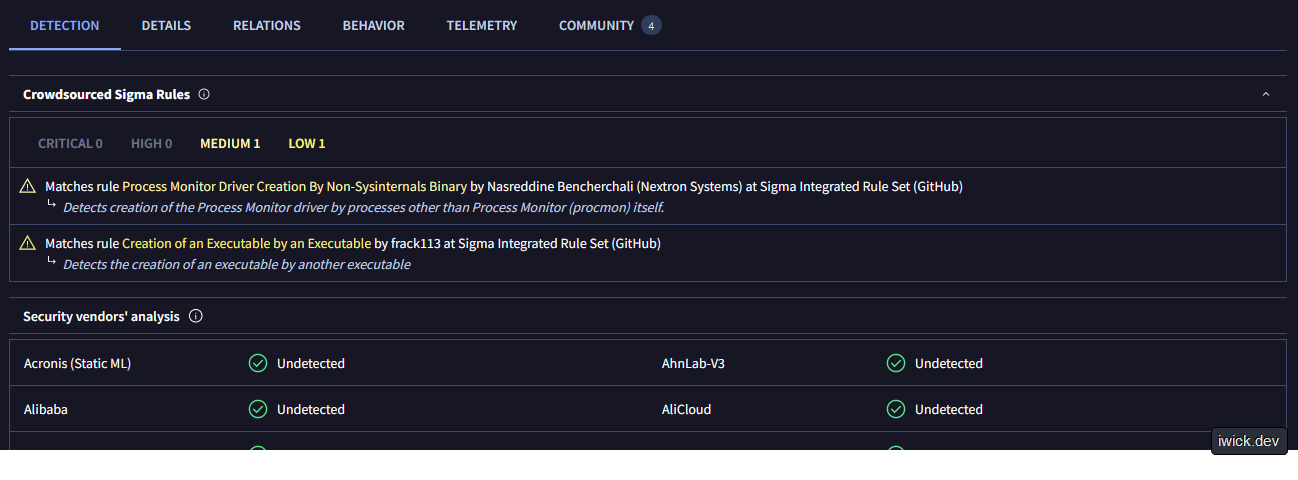 DETECTION DETAILS RELATIONS BEHAVIOR TELEMETRY COMMUNITY 4
Crowdsourced Sigma Rules
CRITICAL 0 HIGH 0 MEDIUM 1 LOW 1
Matches rule Process Monitor Driver Creation By Non-Sysinternals Binary by Nasreddine Bencherchali (Nextron Systems) at Sigma Integrated Rule Set (GitHub)
Detects creation of the Process Monitor driver by processes other than Process Monitor (procmon) itself.
Matches rule Creation of an Executable by an Executable by frack113 at Sigma Integrated Rule Set (GitHub)
Detects the creation of an executable by another executable
Security vendors' analysis
Acronis (Static ML) Undetected AhnLab-V3 Undetected
Alibaba Undetected AliCloud Undetected
iwick.dev